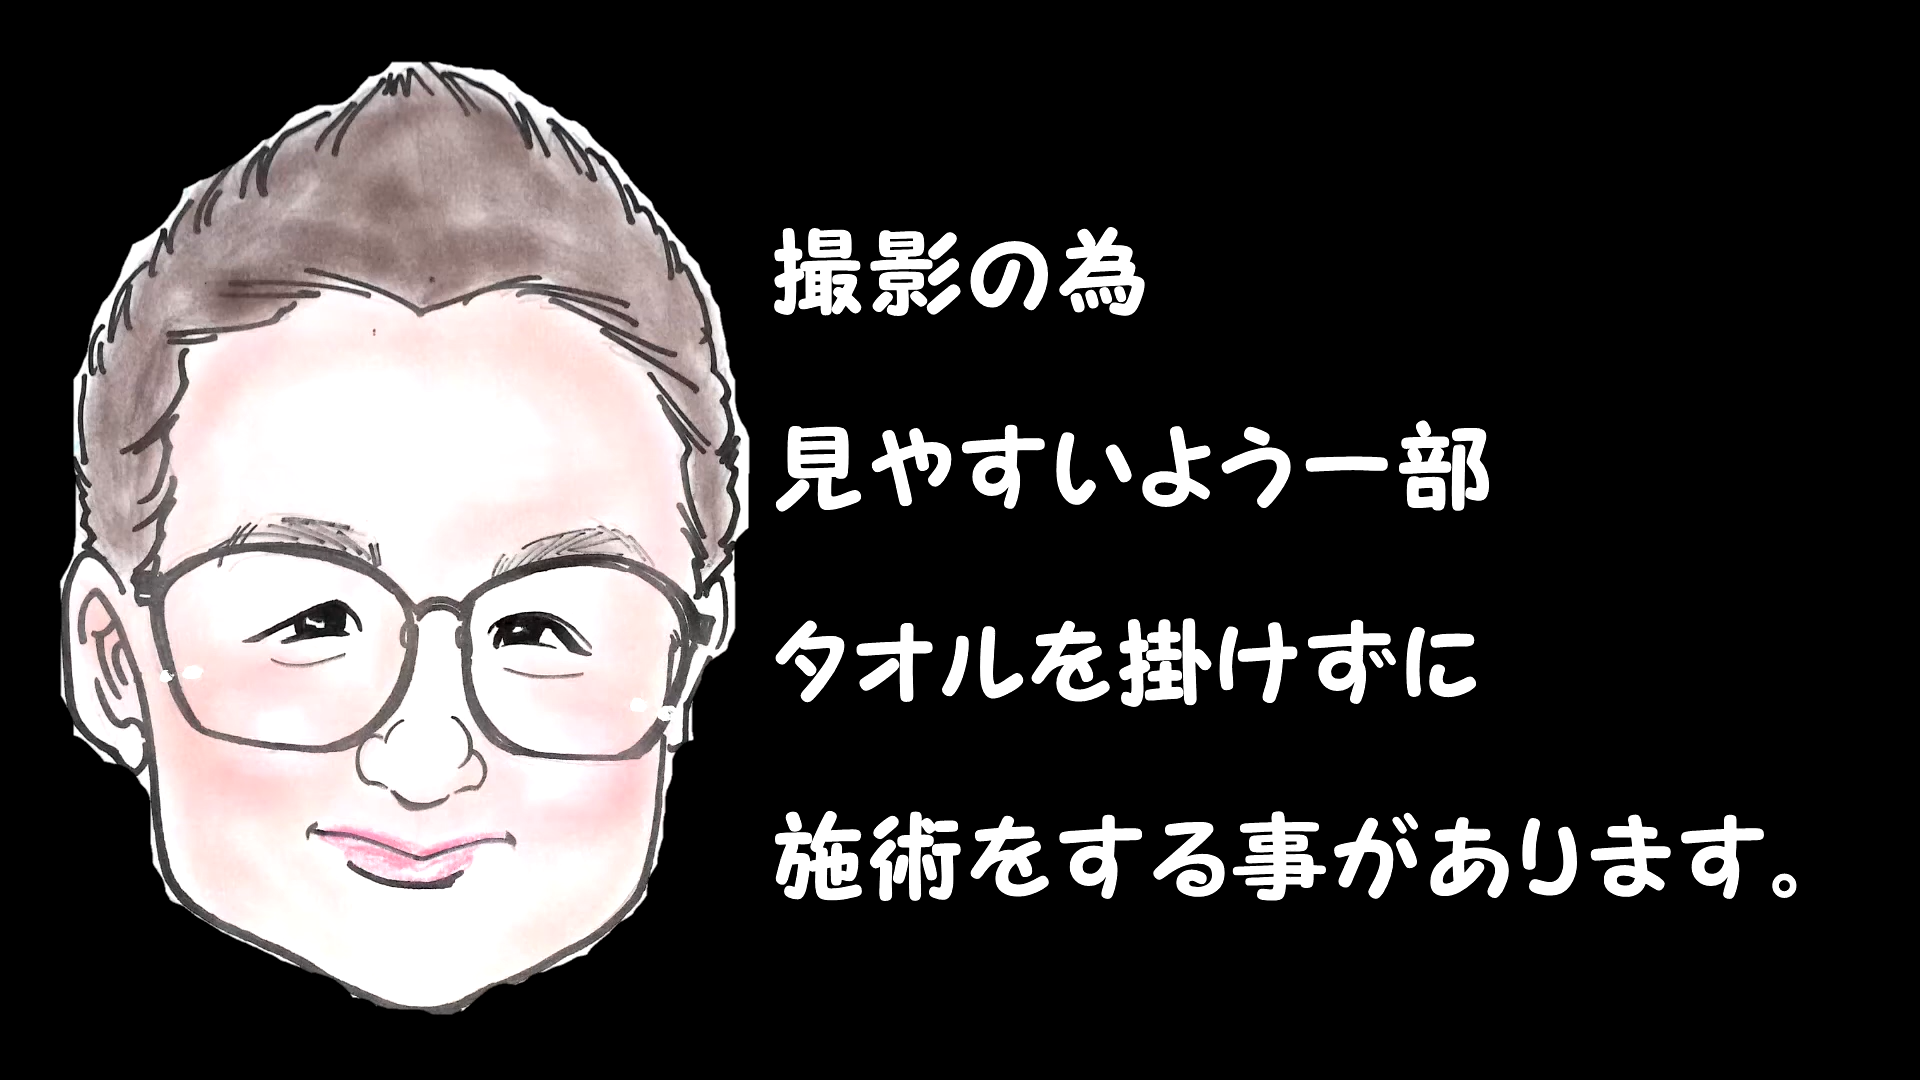 撮影の為
見やすいよう一部
タオルを掛けずに
施術をする事があります。